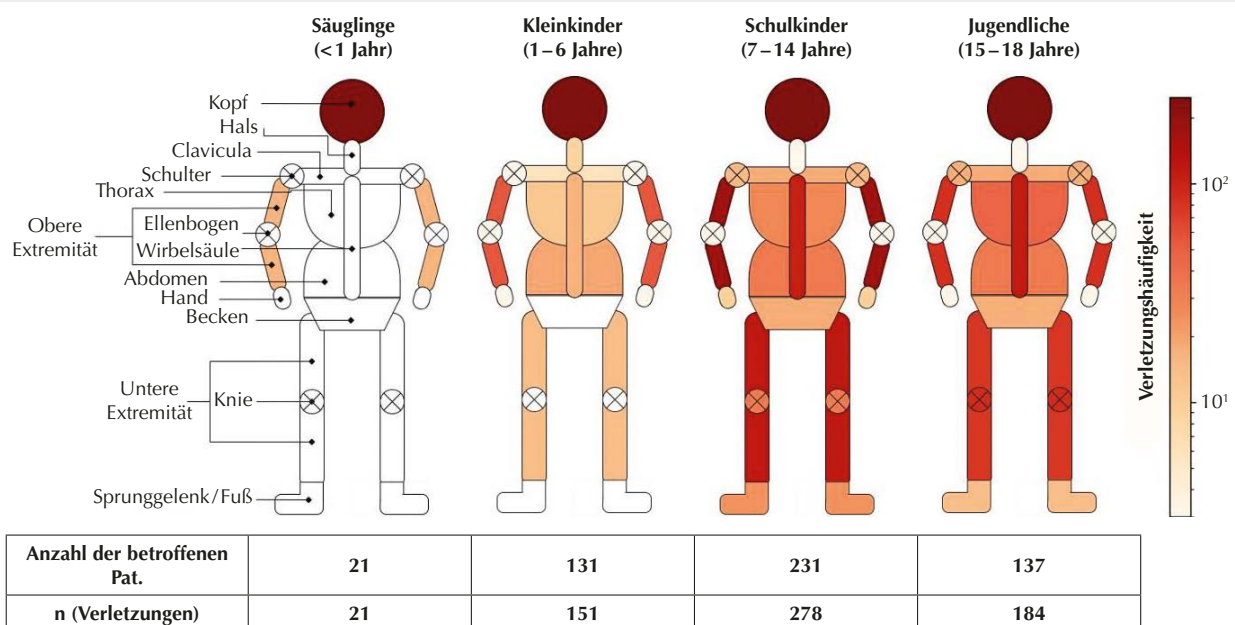 Säuglinge
(<1 Jahr)
Kleinkinder
(1–6 Jahre)
Schulkinder
(7–14 Jahre)
Jugendliche
(15–18 Jahre)
Kopf
Hals
Clavicula
Schulter
Thorax
Obere
Extremität
Ellenbogen
Wirbelsäule
Abdomen
Hand
Becken
Untere
Extremität
Knie
Sprunggelenk/Fuß
10²
10¹
Verletzungshäufigkeit
Anzahl der betroffenen
Pat.
21
131
231
137
n (Verletzungen)
21
151
278
184